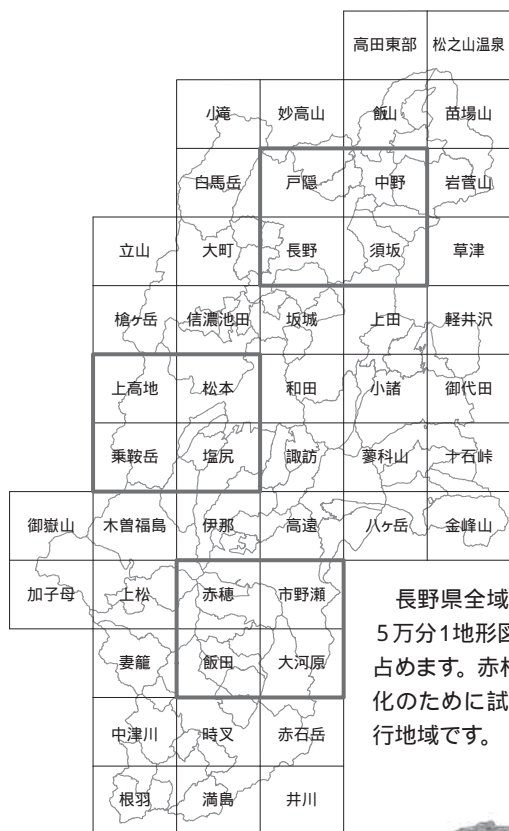 高田東部 松之山温泉
小滝 妙高山 飯山 苗場山
白馬岳 戸隠 中野 岩菅山
立山 大町 長野 須坂 草津
槍ヶ岳 信濃池田 坂城 上田 軽井沢
上高地 松本 和田 小諸 御代田
乗鞍岳 塩尻 諏訪 蓼科山 十石峠
御嶽山 木曽福島 伊那 高遠 八ヶ岳 金峰山
加子母 上松 赤穂 市野瀬
妻籠 飯田 大河原
中津川 時又 赤石岳
根羽 満島 井川
長野県全域
5万分1地形図
占めます。赤枠
化のために試
行地域です。